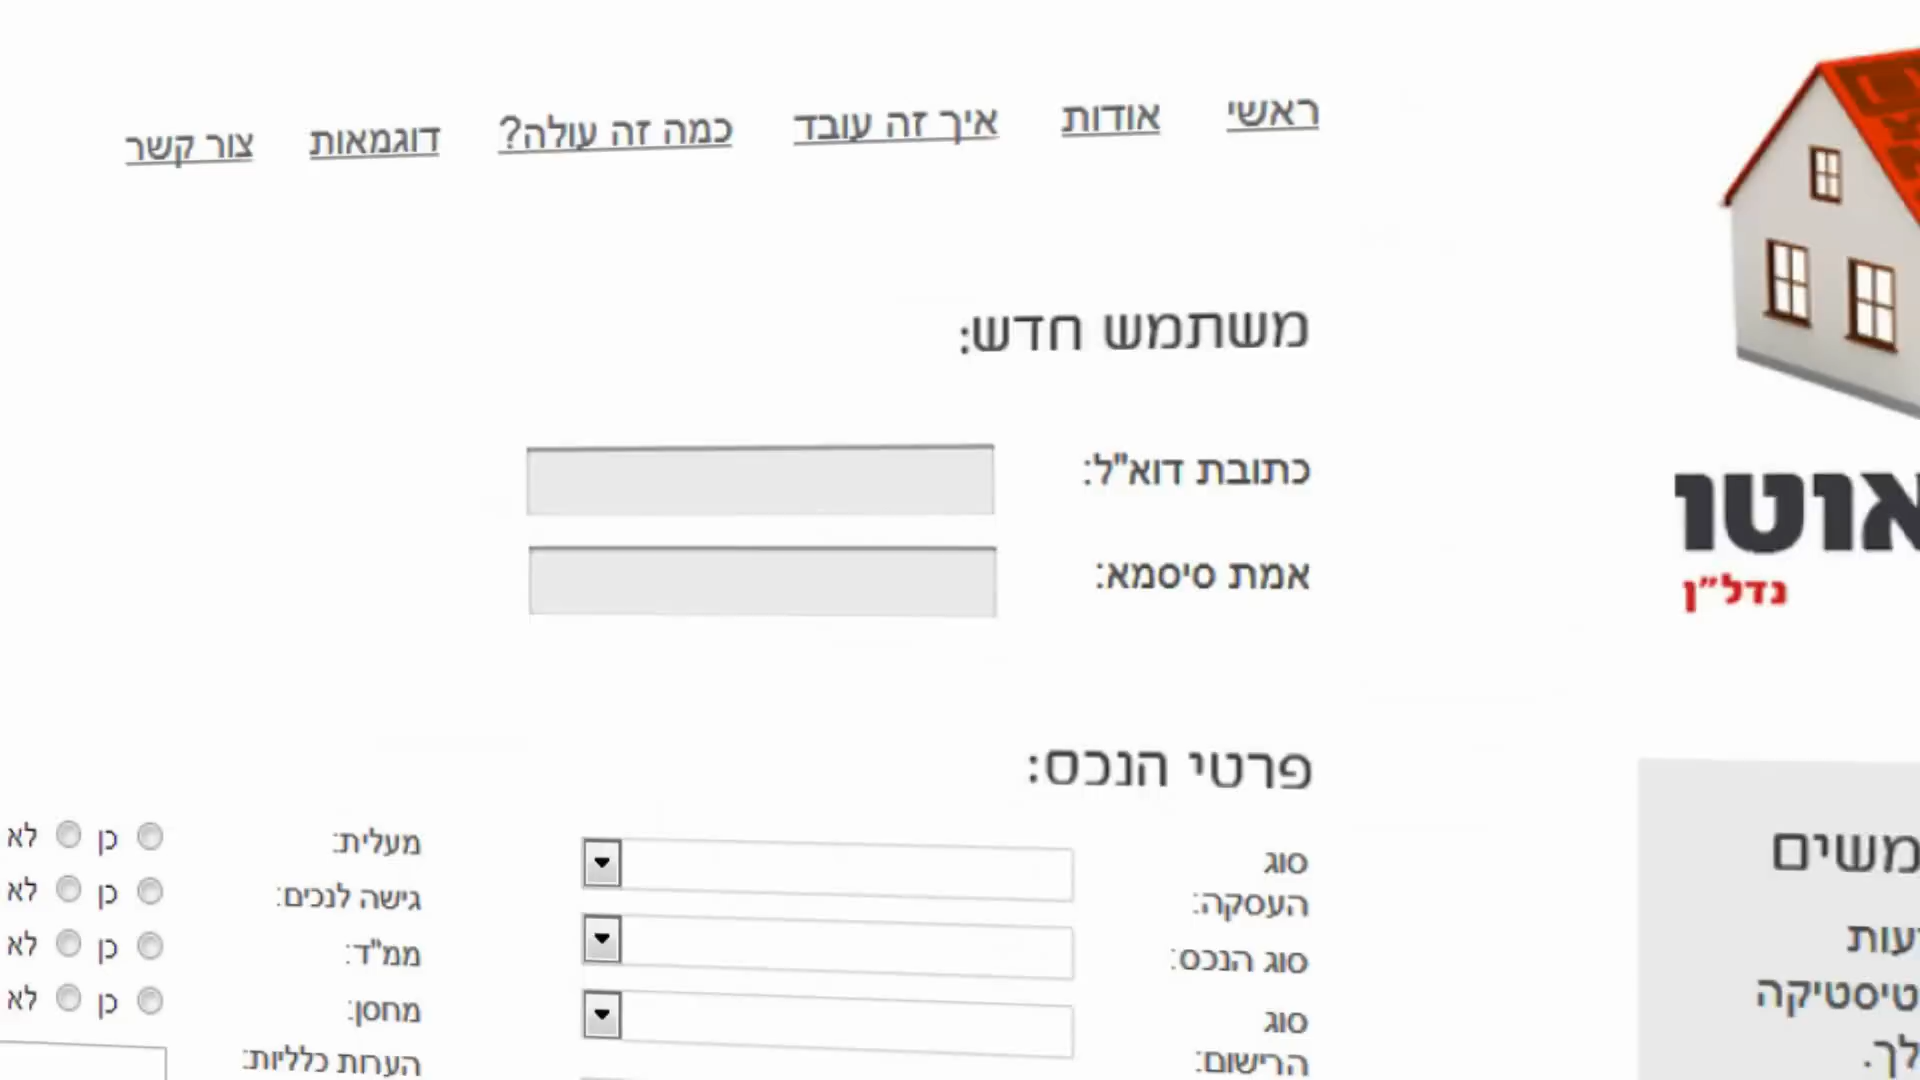 ראשי אודות איך זה עובד כמה זה עולה? דוגמאות צור קשר
משתמש חדש:
כתובת דוא"ל:
אמת סיסמא:
אוטו
נדל"ן
פרטי הנכס:
סוג העסקה:
סוג הנכס:
סוג הרישום:
מעלית: כן לא
גישה לנכים: כן לא
ממ"ד: כן לא
מחסן: כן לא
הערות כלליות:
לך.